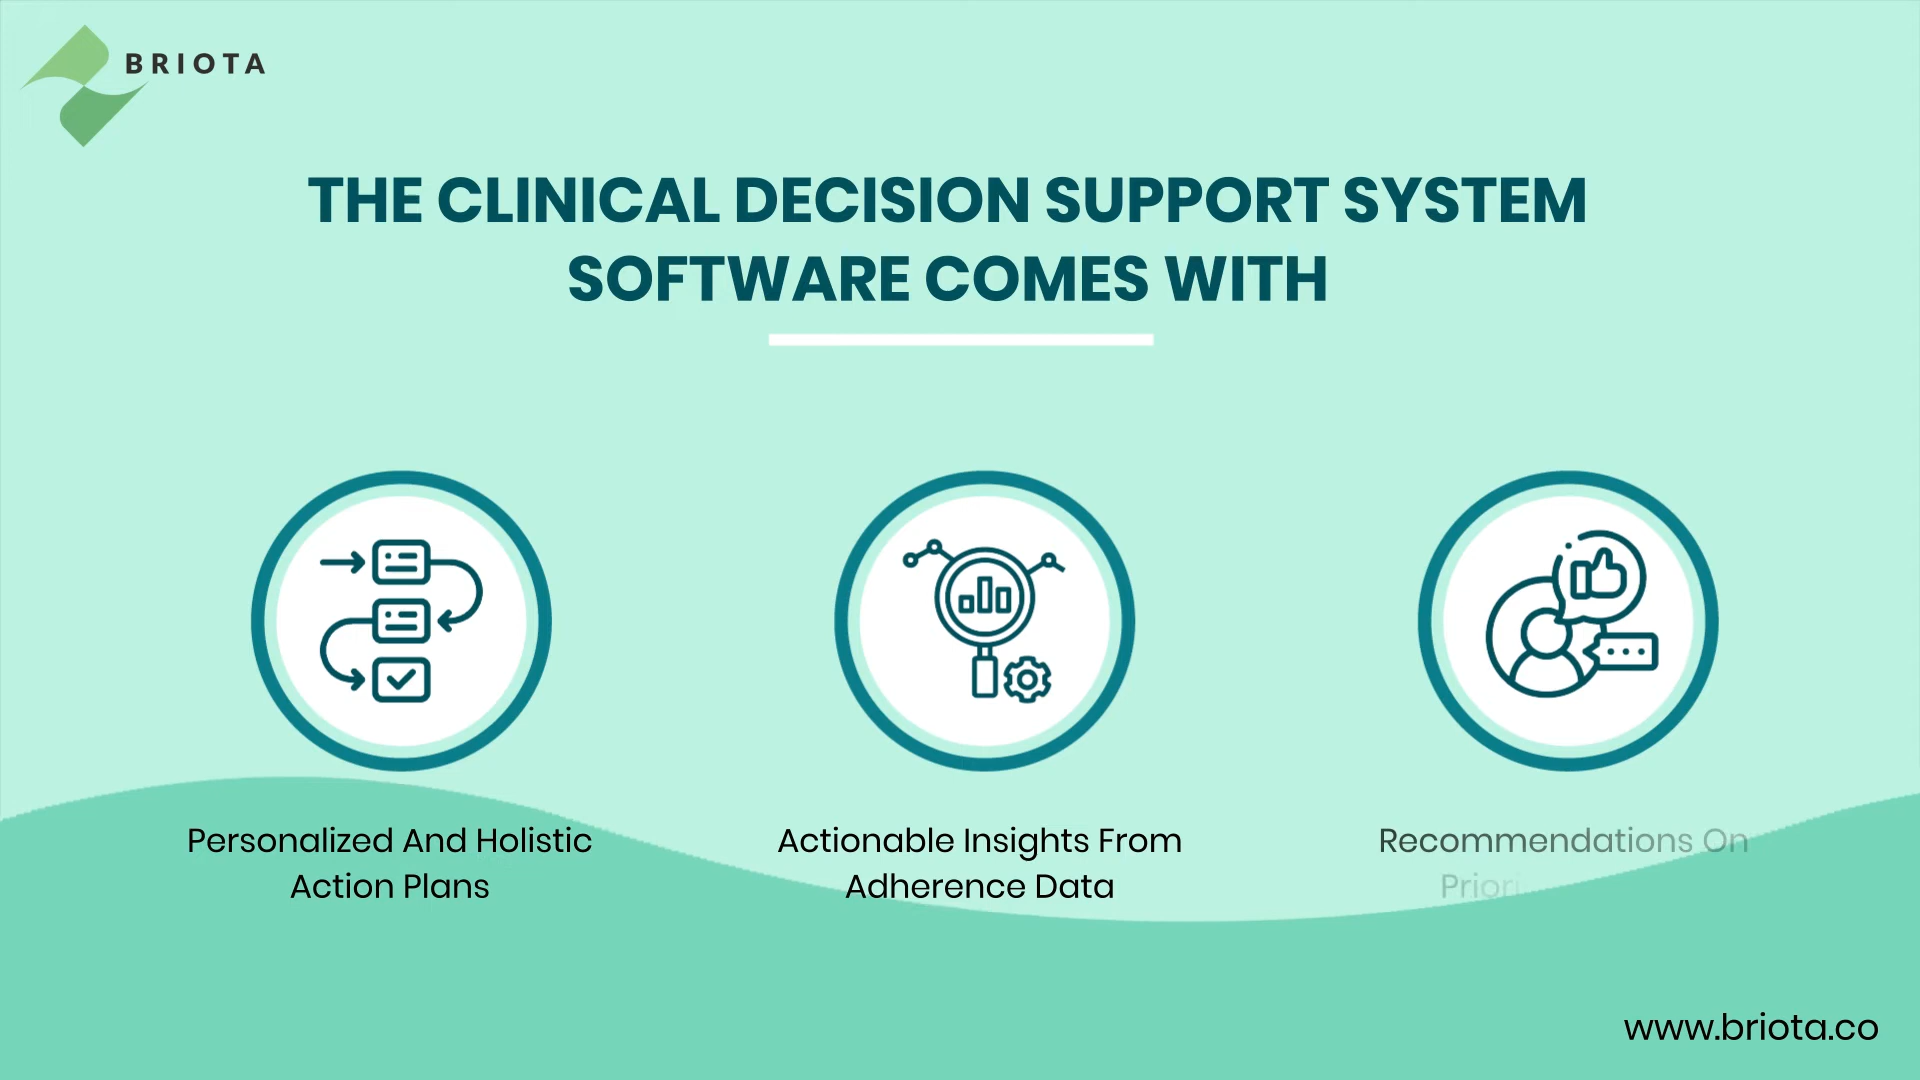 BRIOTA
THE CLINICAL DECISION SUPPORT SYSTEM
SOFTWARE COMES WITH
Personalized And Holistic
Action Plans
Actionable Insights From
Adherence Data
Recommendations On
www.briota.co